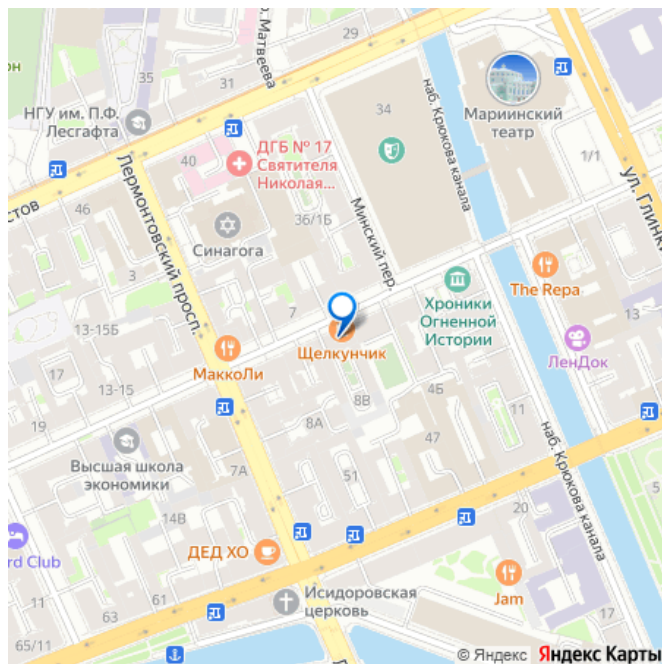 29
р. Матвеева
он
35
31
34
наб. Крюкова канала
Мариинский
театр
НГУ им. П.Ф.
Лесгафта
ДГБ № 17
Святителя
Николая...
40
1/1
ул. Глинки
стов
46
Лермонтовский просп.
36/1Б
Минский пер.
Синагога
3
7
The Repa
Хроники
Огненной
Истории
13-15Б
Щелкунчик
МаккоЛи
ЛенДок
13-15
4Б
8В
11
19
8А
47
наб. Крюкова канала
Высшая школа
экономики
7А
51
5
14В
20
rd Club
ДЕД ХО
Jam
Исидоровская
церковь
63
61
17
65/11
Л
© Яндекс Яндекс Карты